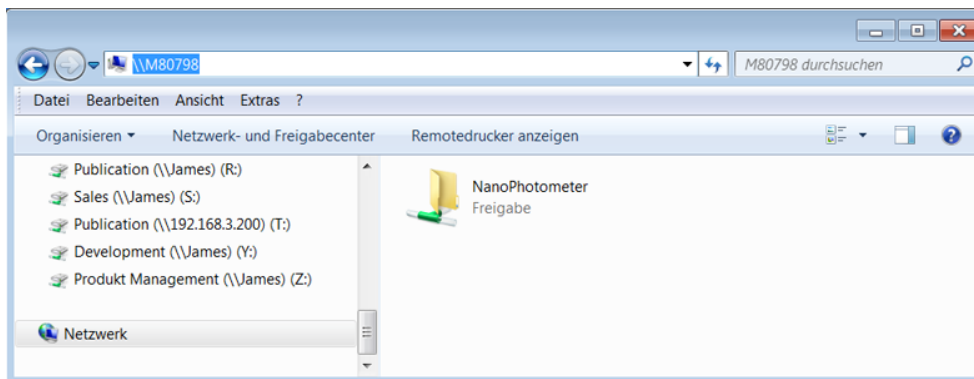 \\M80798
M80798 durchsuchen
Datei Bearbeiten Ansicht Extras ?
Organisieren Netzwerk- und Freigabecenter Remotedrucker anzeigen
Publication (\\James) (R:)
Sales (\\James) (S:)
Publication (\\192.168.3.200) (T:)
Development (\\James) (Y:)
Produkt Management (\\James) (Z:)
Netzwerk
NanoPhotometer
Freigabe